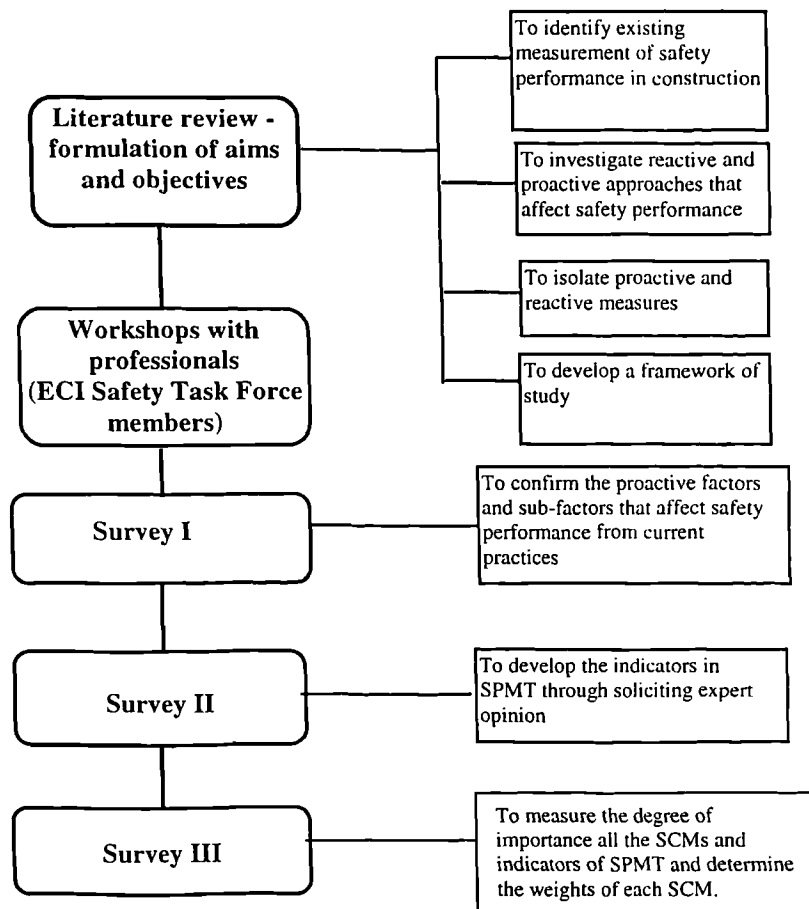 Literature review -
formulation of aims
and objectives
To identify existing
measurement of safety
performance in construction
To investigate reactive and
proactive approaches that
affect safety performance
To isolate proactive and
reactive measures
To develop a framework of
study
Workshops with
professionals
(ECI Safety Task Force
members)
Survey I
To confirm the proactive factors
and sub-factors that affect safety
performance from current
practices
Survey II
To develop the indicators in
SPMT through soliciting expert
opinion
Survey III
To measure the degree of
importance all the SCMs and
indicators of SPMT and determine
the weights of each SCM.